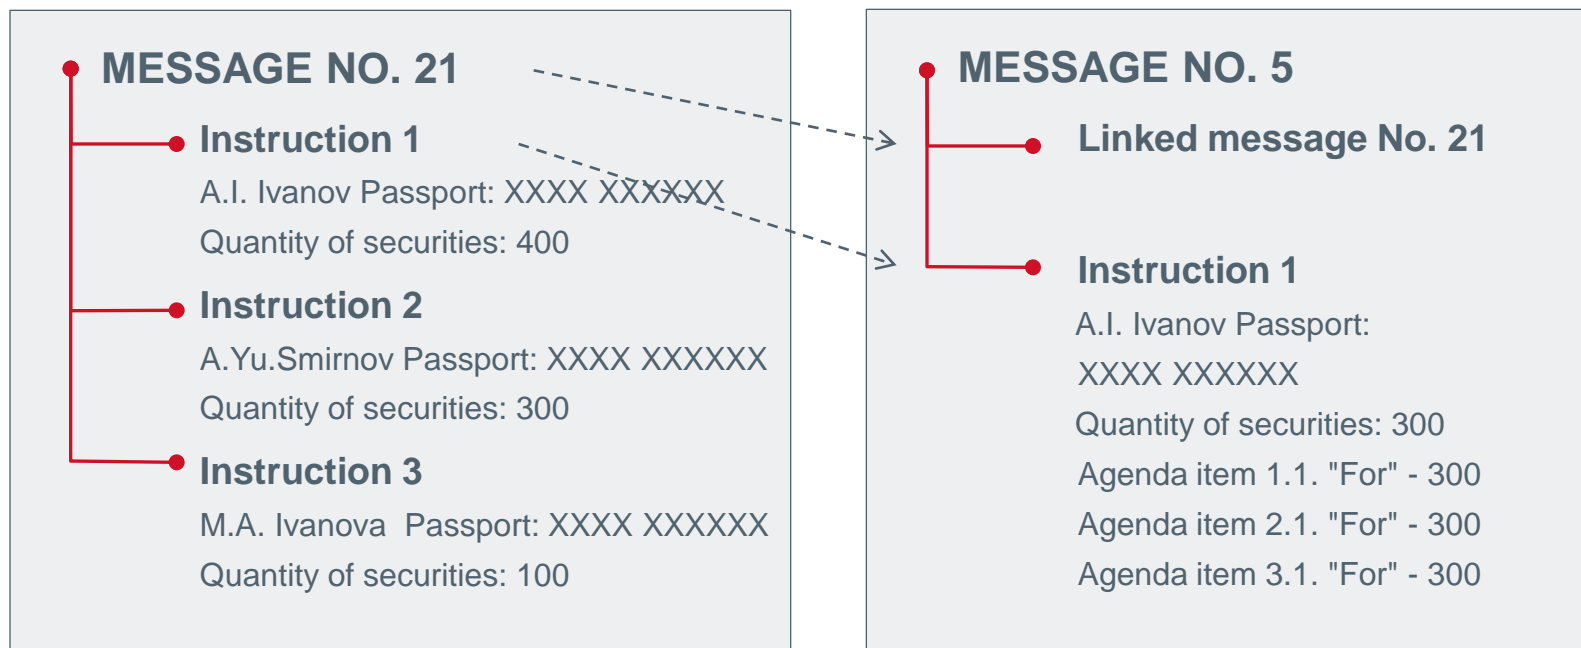 MESSAGE NO. 21
Instruction 1
A.I. Ivanov Passport: XXXX XXXXXX
Quantity of securities: 400
Instruction 2
A.Yu.Smirnov Passport: XXXX XXXXXX
Quantity of securities: 300
Instruction 3
M.A. Ivanova Passport: XXXX XXXXXX
Quantity of securities: 100
MESSAGE NO. 5
Linked message No. 21
Instruction 1
A.I. Ivanov Passport:
XXXX XXXXXX
Quantity of securities: 300
Agenda item 1.1. "For" - 300
Agenda item 2.1. "For" - 300
Agenda item 3.1. "For" - 300